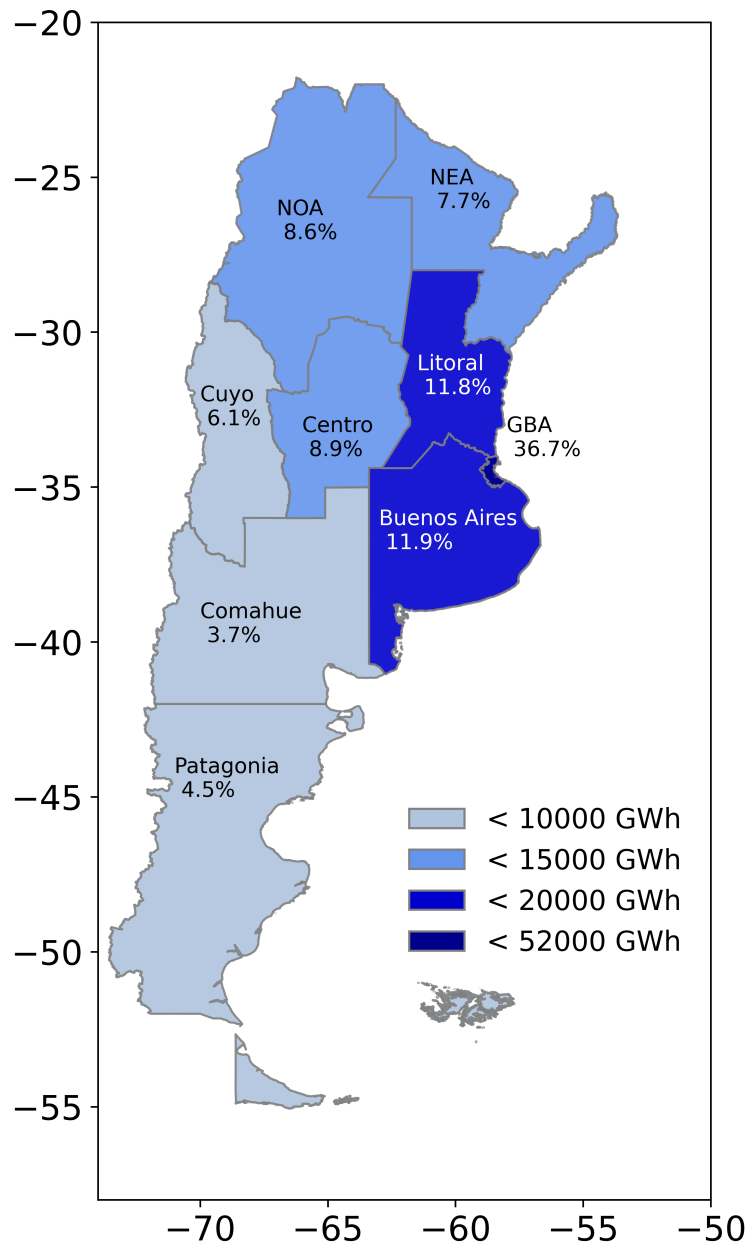 −20
−25
−30
−35
−40
−45
−50
−55
NOA
8.6%
NEA
7.7%
Litoral
11.8%
Cuyo
6.1%
Centro
8.9%
GBA
36.7%
Buenos Aires
11.9%
Comahue
3.7%
Patagonia
4.5%
< 10000 GWh
< 15000 GWh
< 20000 GWh
< 52000 GWh
−70 −65 −60 −55 −50